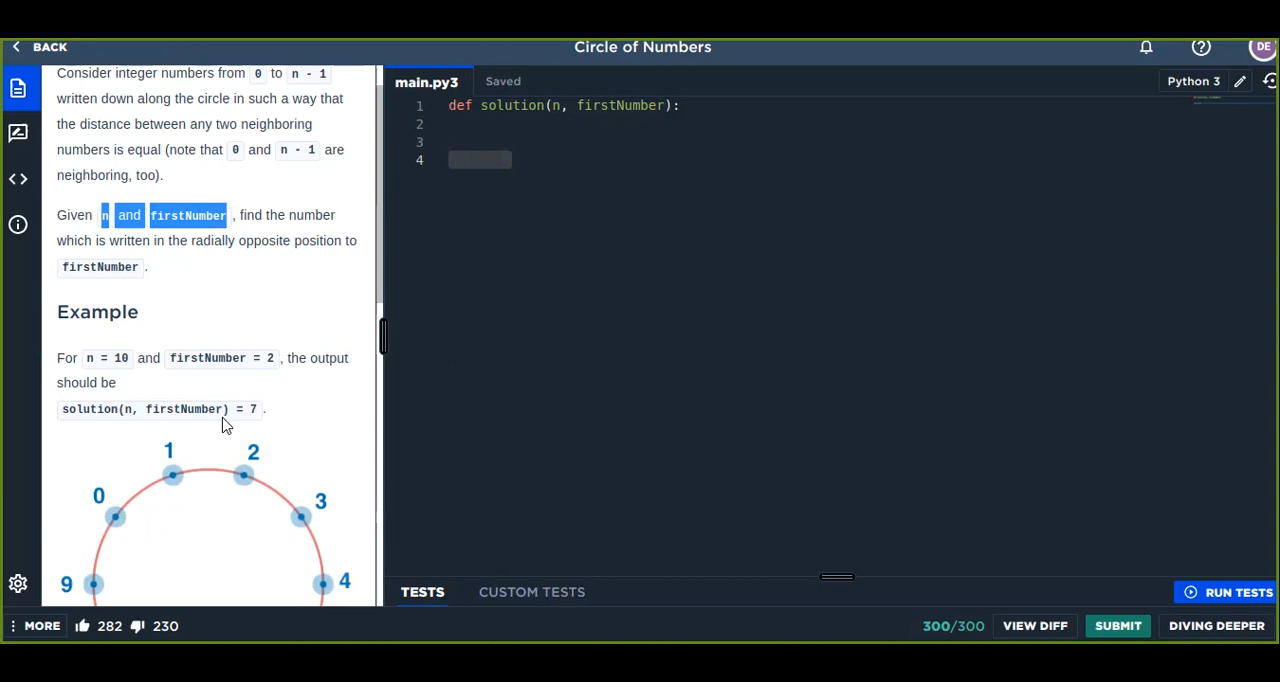 BACK
Circle of Numbers
DE
Consider integer numbers from 0 to n - 1
written down along the circle in such a way that
the distance between any two neighboring
numbers is equal (note that 0 and n - 1 are
neighboring, too).
Given n and firstNumber, find the number
which is written in the radially opposite position to
firstNumber.
Example
For n = 10 and firstNumber = 2, the output
should be
solution(n, firstNumber) = 7.
1
2
0
3
9
4
main.py3
Saved
Python 3
1 def solution(n, firstNumber):
2
3
4
TESTS
CUSTOM TESTS
RUN TESTS
MORE
282
230
300/300
VIEW DIFF
SUBMIT
DIVING DEEPER